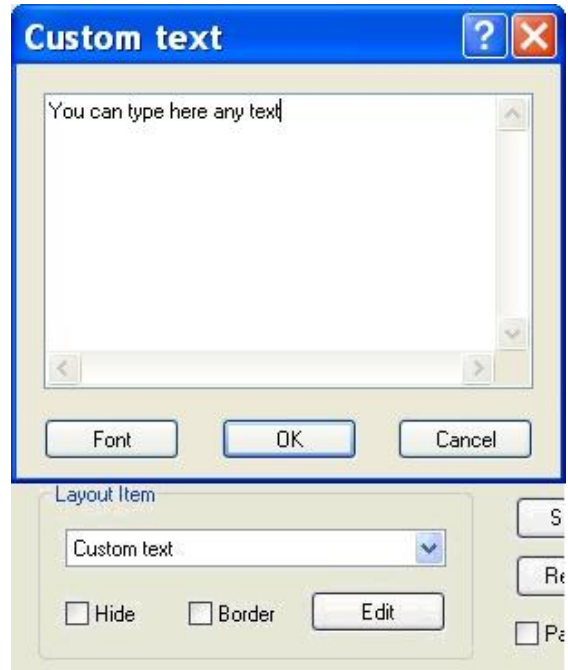 Custom text
You can type here any text
Font OK Cancel
Layout Item
Custom text
Hide Border Edit